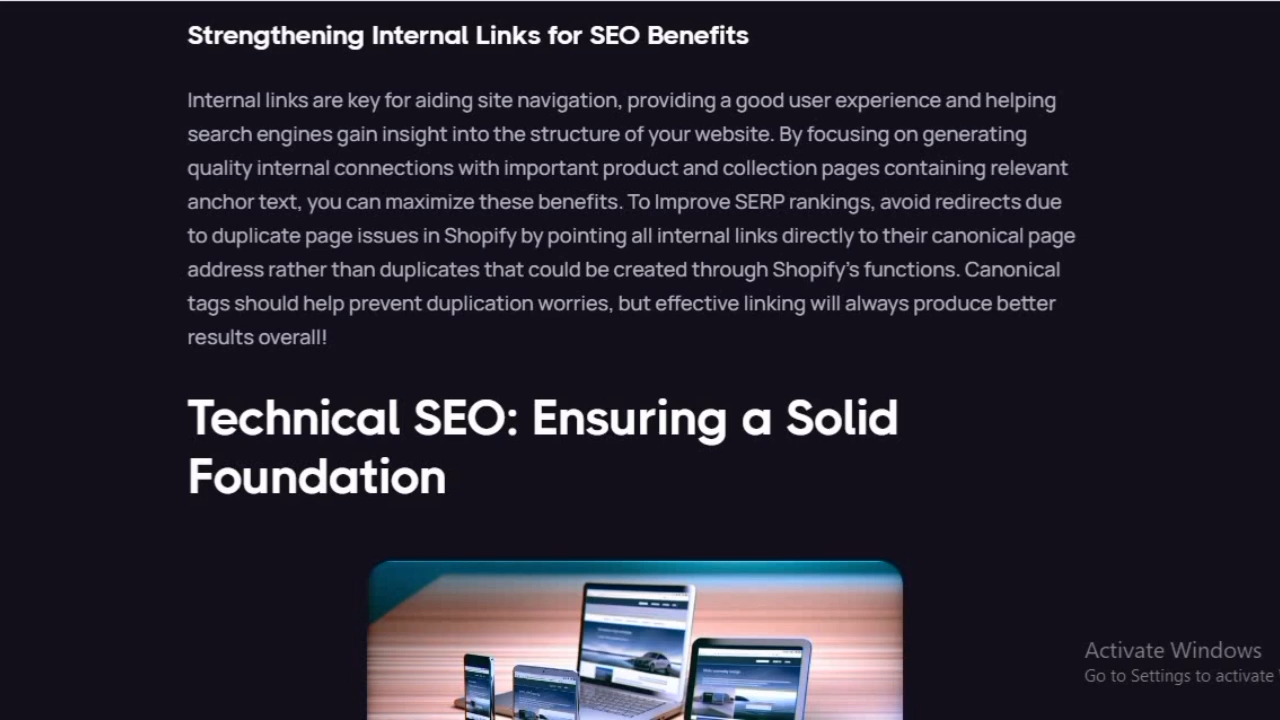 Strengthening Internal Links for SEO Benefits
Internal links are key for aiding site navigation, providing a good user experience and helping
search engines gain insight into the structure of your website. By focusing on generating
quality internal connections with important product and collection pages containing relevant
anchor text, you can maximize these benefits. To Improve SERP rankings, avoid redirects due
to duplicate page issues in Shopify by pointing all internal links directly to their canonical page
address rather than duplicates that could be created through Shopify's functions. Canonical
tags should help prevent duplication worries, but effective linking will always produce better
results overall!
Technical SEO: Ensuring a Solid
Foundation
Activate Windows
Go to Settings to activate